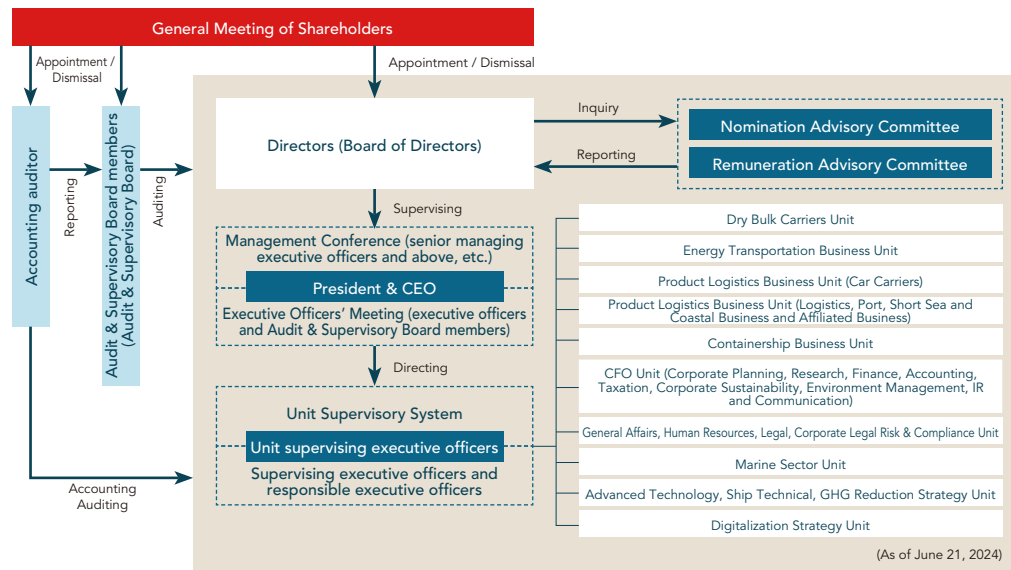 General Meeting of Shareholders
Appointment /
Dismissal
Appointment / Dismissal
Accounting auditor
Reporting
Audit & Supervisory Board members
(Audit & Supervisory Board)
Auditing
Directors (Board of Directors)
Inquiry
Reporting
Nomination Advisory Committee
Remuneration Advisory Committee
Supervising
Management Conference (senior managing
executive officers and above, etc.)
President & CEO
Executive Officers’ Meeting (executive officers
and Audit & Supervisory Board members)
Directing
Unit Supervisory System
Unit supervising executive officers
Supervising executive officers and
responsible executive officers
Accounting
Auditing
Dry Bulk Carriers Unit
Energy Transportation Business Unit
Product Logistics Business Unit (Car Carriers)
Product Logistics Business Unit (Logistics, Port, Short Sea and
Coastal Business and Affiliated Business)
Containership Business Unit
CFO Unit (Corporate Planning, Research, Finance, Accounting,
Taxation, Corporate Sustainability, Environment Management, IR
and Communication)
General Affairs, Human Resources, Legal, Corporate Legal Risk & Compliance Unit
Marine Sector Unit
Advanced Technology, Ship Technical, GHG Reduction Strategy Unit
Digitalization Strategy Unit
(As of June 21, 2024)